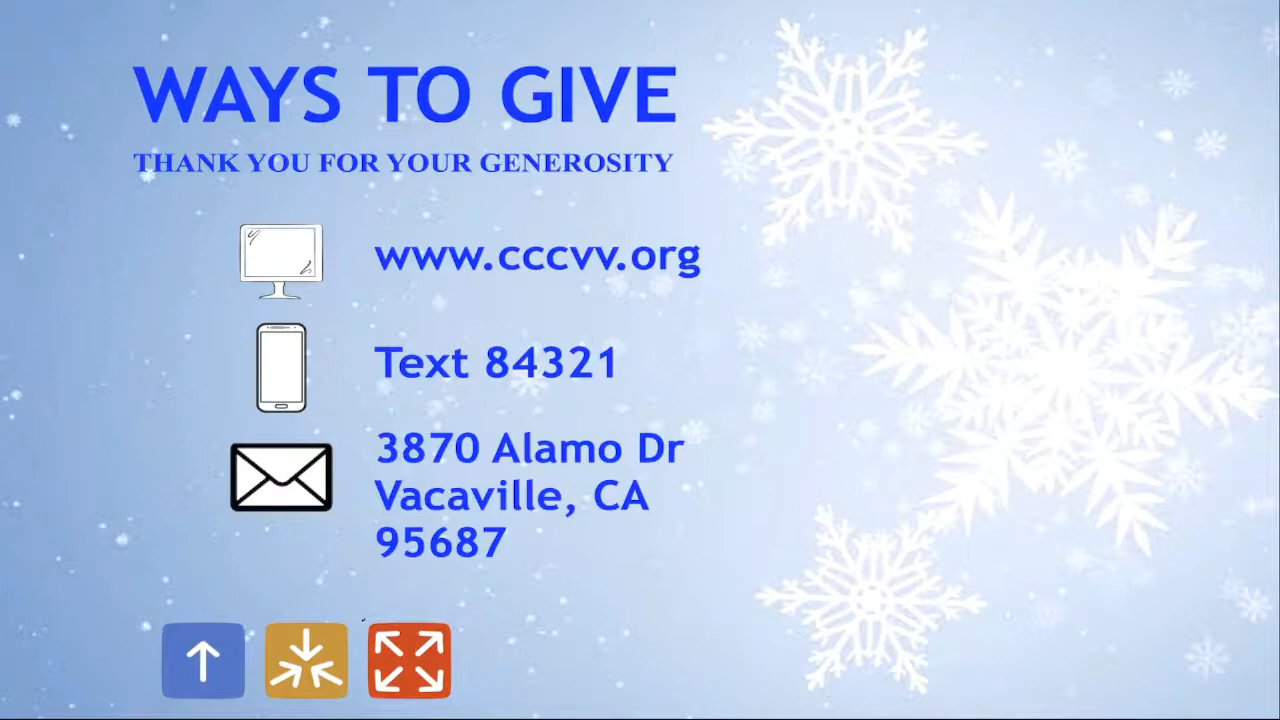 WAYS TO GIVE
THANK YOU FOR YOUR GENEROSITY
www.cccvv.org
Text 84321
3870 Alamo Dr
Vacaville, CA
95687